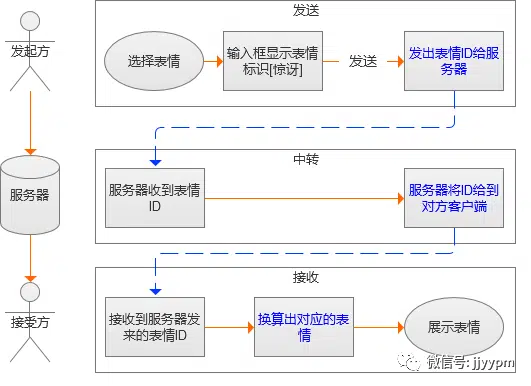 发送
发起方
选择表情
输入框显示表情
标识[惊讶]
发送
发出表情ID给服
务器
中转
服务器
服务器收到表情
ID
服务器将ID给到
对方客户端
接收
接受方
接收到服务器发
来的表情ID
换算出对应的表
情
展示表情
微信号: jjyypm